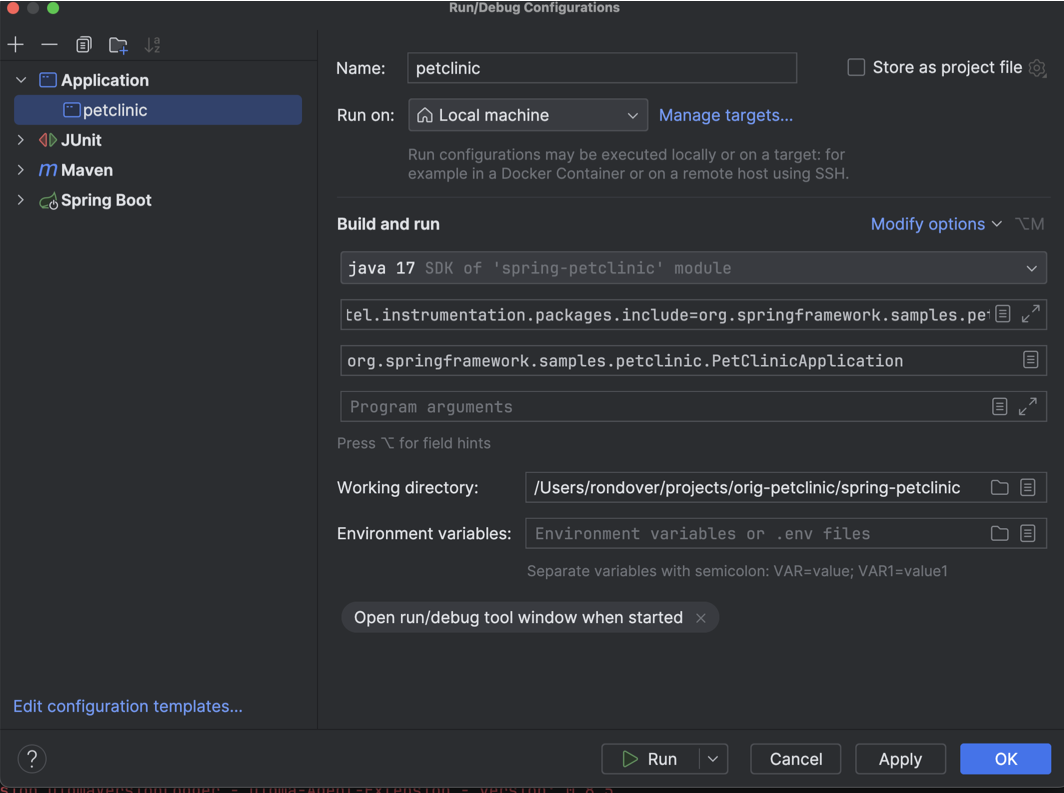 Run/Debug Configurations
Name: petclinic Store as project file
Run on: Local machine Manage targets...
Run configurations may be executed locally or on a target: for
example in a Docker Container or on a remote host using SSH.
Application
petclinic
JUnit
m Maven
Spring Boot
Build and run Modify options ⌥M
java 17 SDK of 'spring-petclinic' module
tel.instrumentation.packages.include=org.springframework.samples.pet
org.springframework.samples.petclinic.PetClinicApplication
Program arguments
Press ⌥ for field hints
Working directory: /Users/rondover/projects/orig-petclinic/spring-petclinic
Environment variables: Environment variables or .env files
Separate variables with semicolon: VAR=value; VAR1=value1
Open run/debug tool window when started ×
Edit configuration templates...
? Run Cancel Apply OK